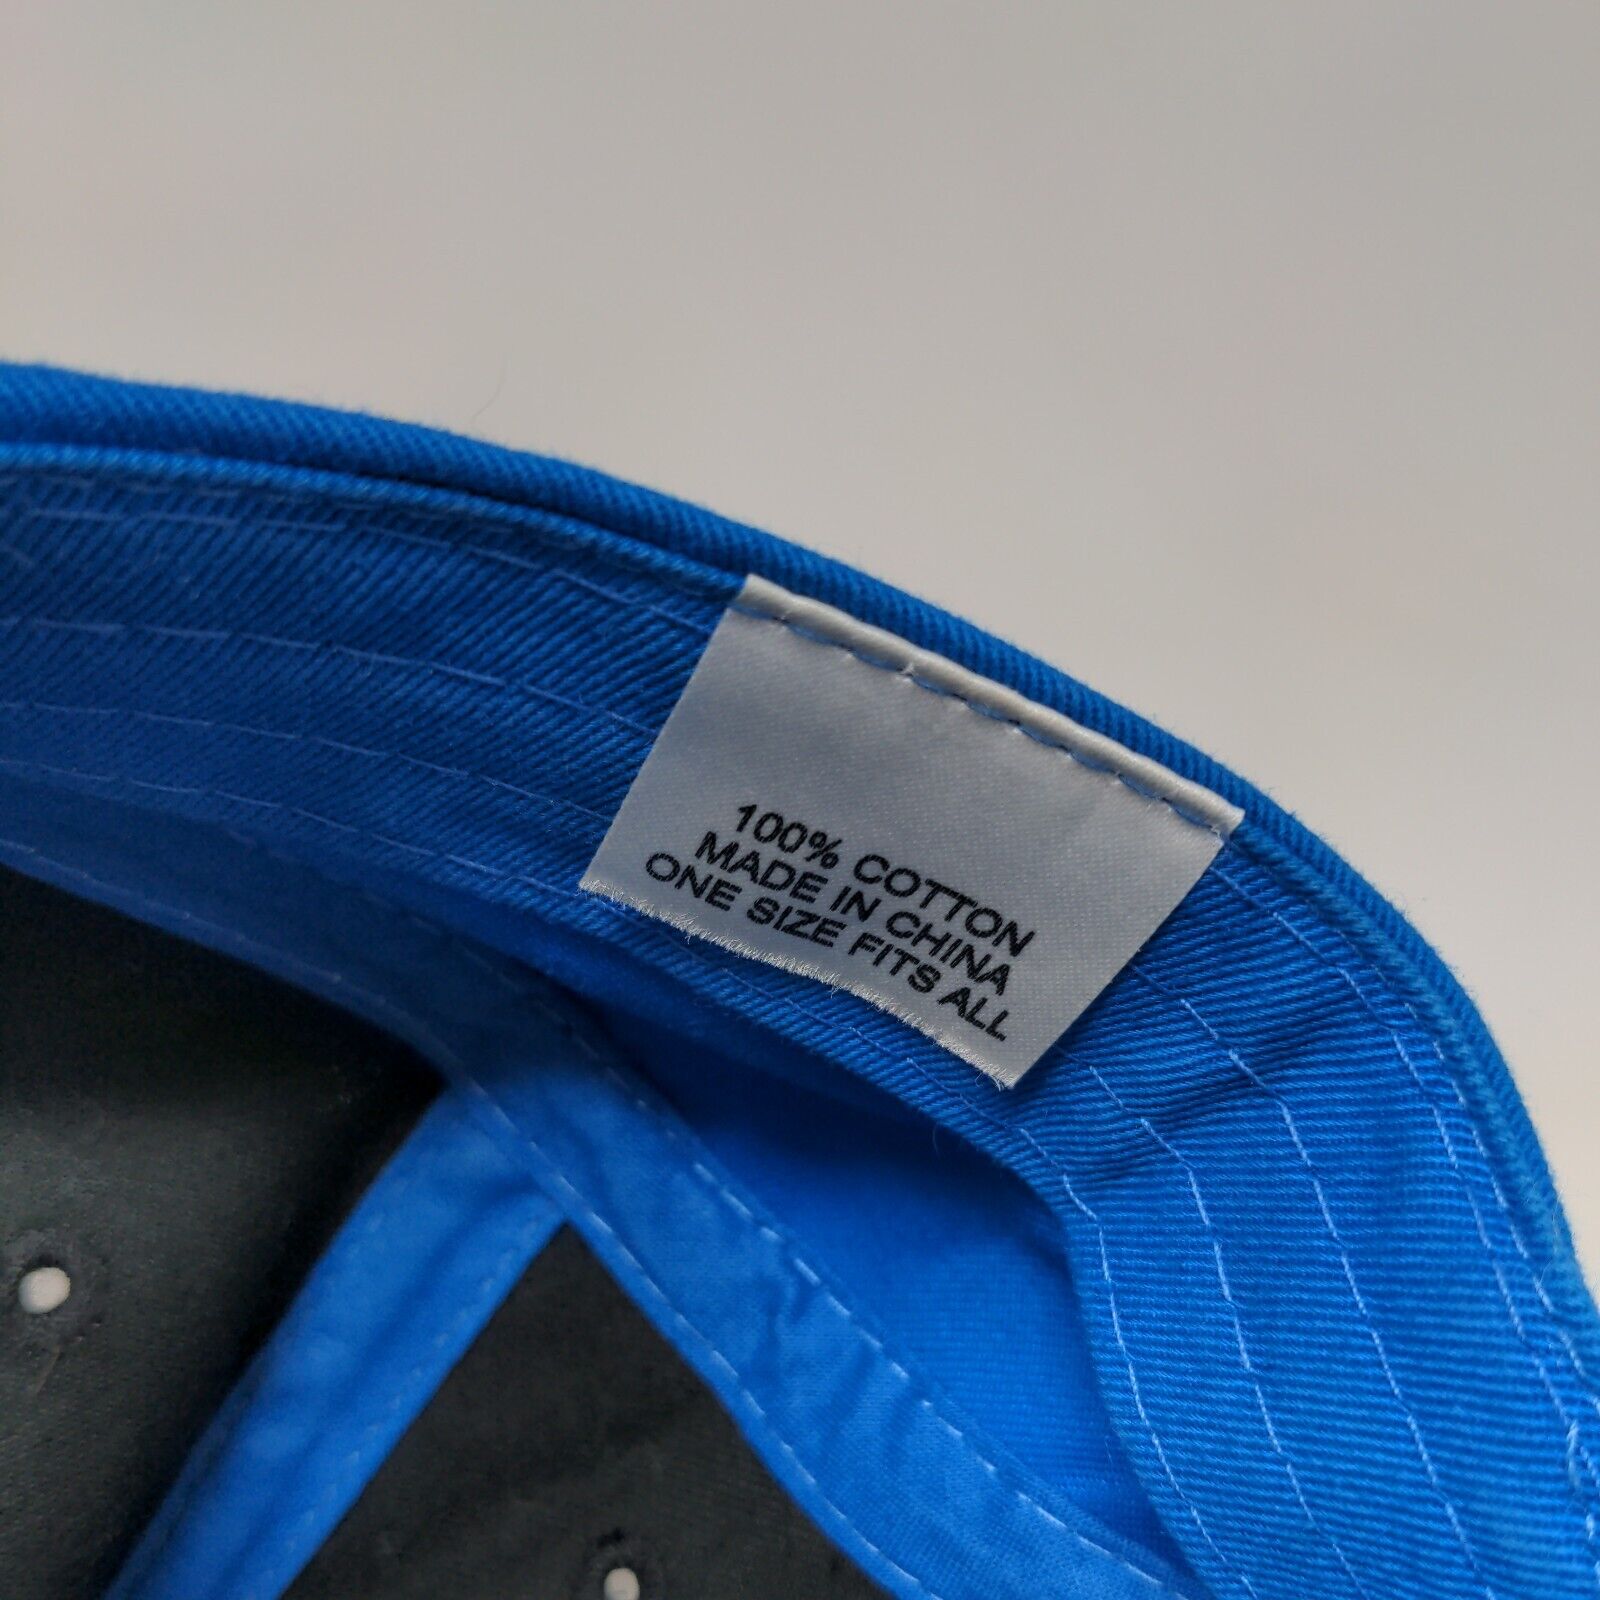 100% COTTON
MADE IN CHINA
ONE SIZE FITS ALL